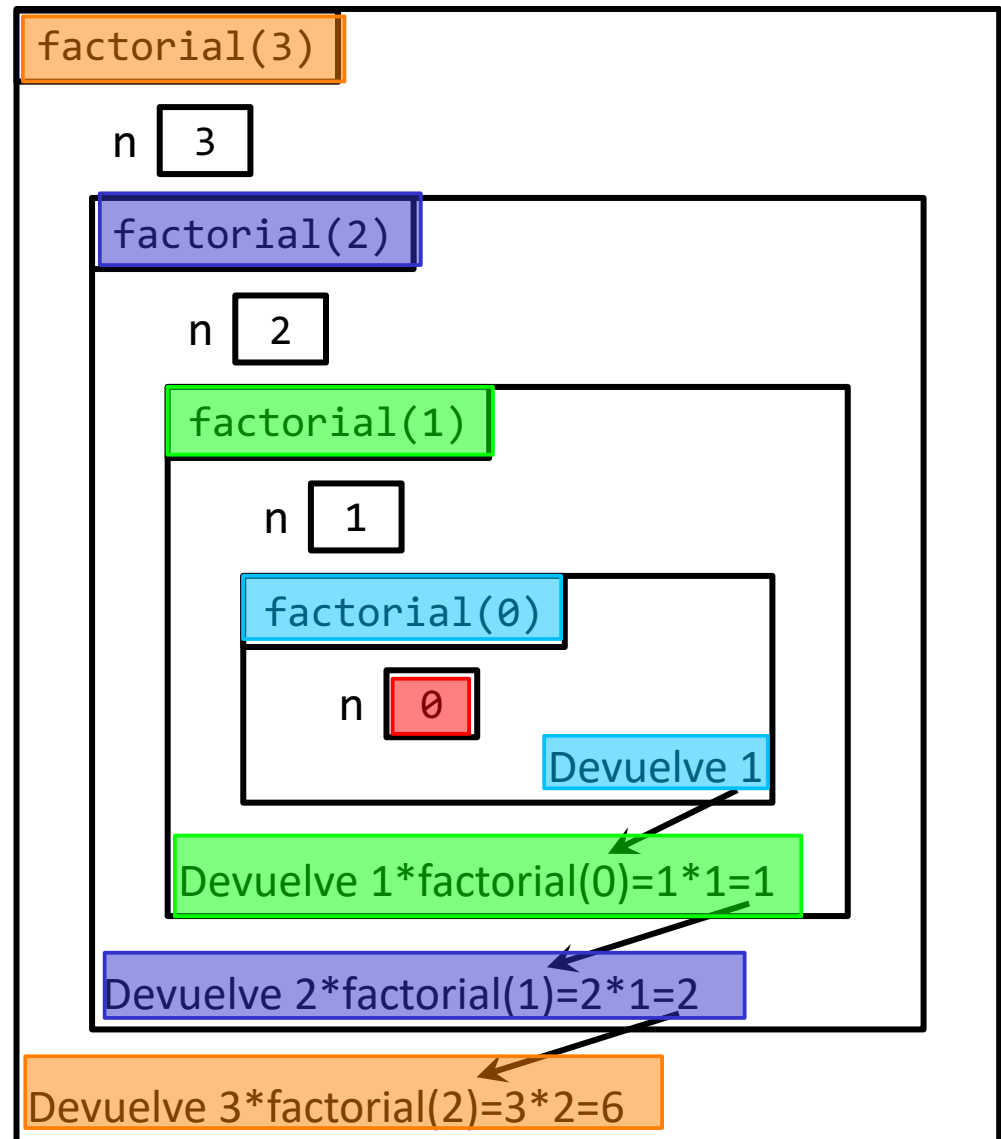 factorial(3)
n 3
factorial(2)
n 2
factorial(1)
n 1
factorial(0)
n 0
Devuelve 1
Devuelve 1*factorial(0)=1*1=1
Devuelve 2*factorial(1)=2*1=2
Devuelve 3*factorial(2)=3*2=6